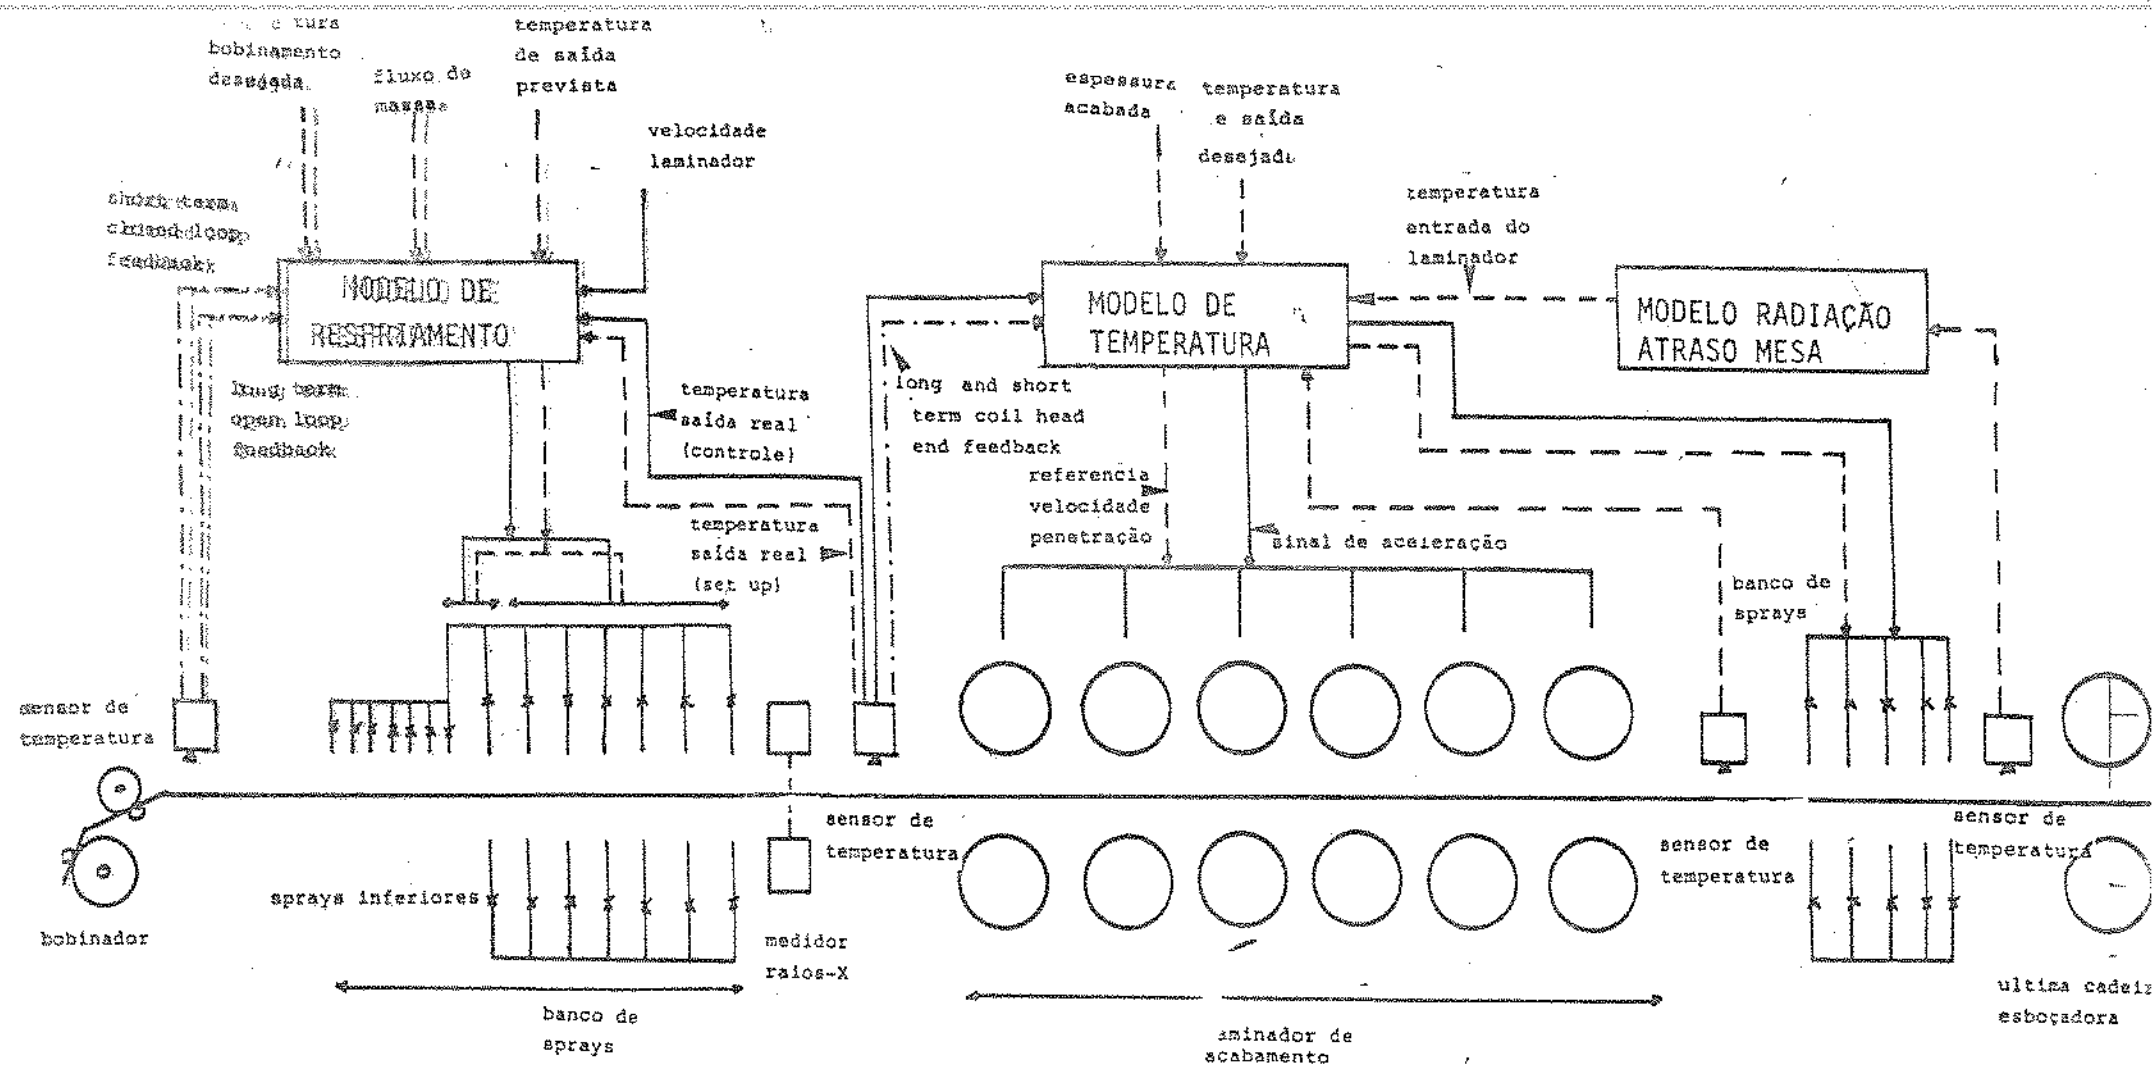 bobinamento
desejada
fluxo de
massa
temperatura
de saída
prevista
velocidade
laminador
espessura
acabada
temperatura
e saída
desejada
temperatura
entrada do
laminador
short term
closed loop
feedback
MODELO DE
RESFRIAMENTO
MODELO DE
TEMPERATURA
MODELO RADIAÇÃO
ATRASO MESA
long term
open loop
feedback
temperatura
saída real
(controle)
long and short
term coil head
end feedback
referencia
velocidade
penetração
temperatura
saída real
(set up)
sinal de aceleração
banco de
sprays
sensor de
temperatura
sensor de
temperatura
sensor de
temperatura
sensor de
temperatura
sprays inferiores
bobinador
medidor
raios-X
banco de
sprays
aminador de
acabamento
ultima cadeir
esboçadora